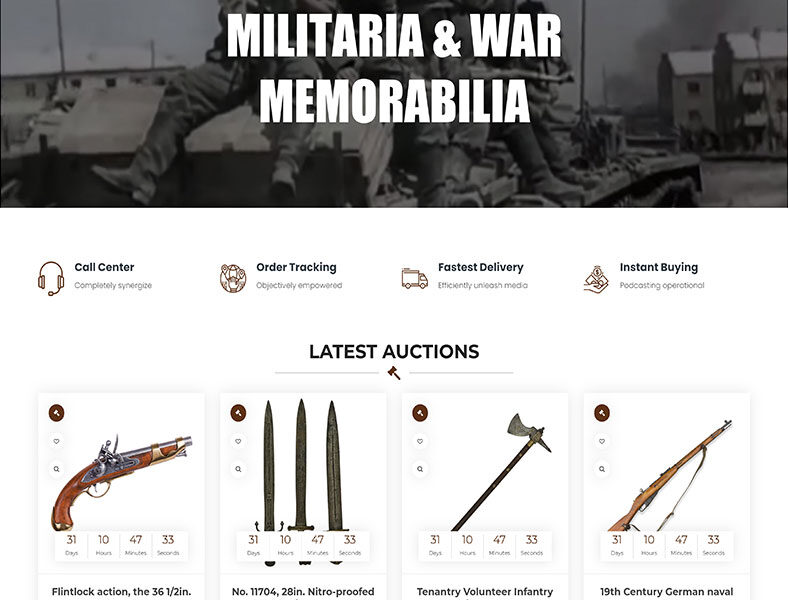 MILITARIA & WAR
MEMORABILIA
Call Center
Completely synergize
Order Tracking
Objectively empowered
Fastest Delivery
Efficiently unleash media
Instant Buying
Podcasting operational
LATEST AUCTIONS
31 10 47 33
Days Hours Minutes Seconds
31 10 47 33
Days Hours Minutes Seconds
31 10 47 33
Days Hours Minutes Seconds
31 10 47 33
Days Hours Minutes Seconds
Flintlock action, the 36 1/2in.
No. 11704, 28in. Nitro-proofed
Tenantry Volunteer Infantry
19th Century German naval